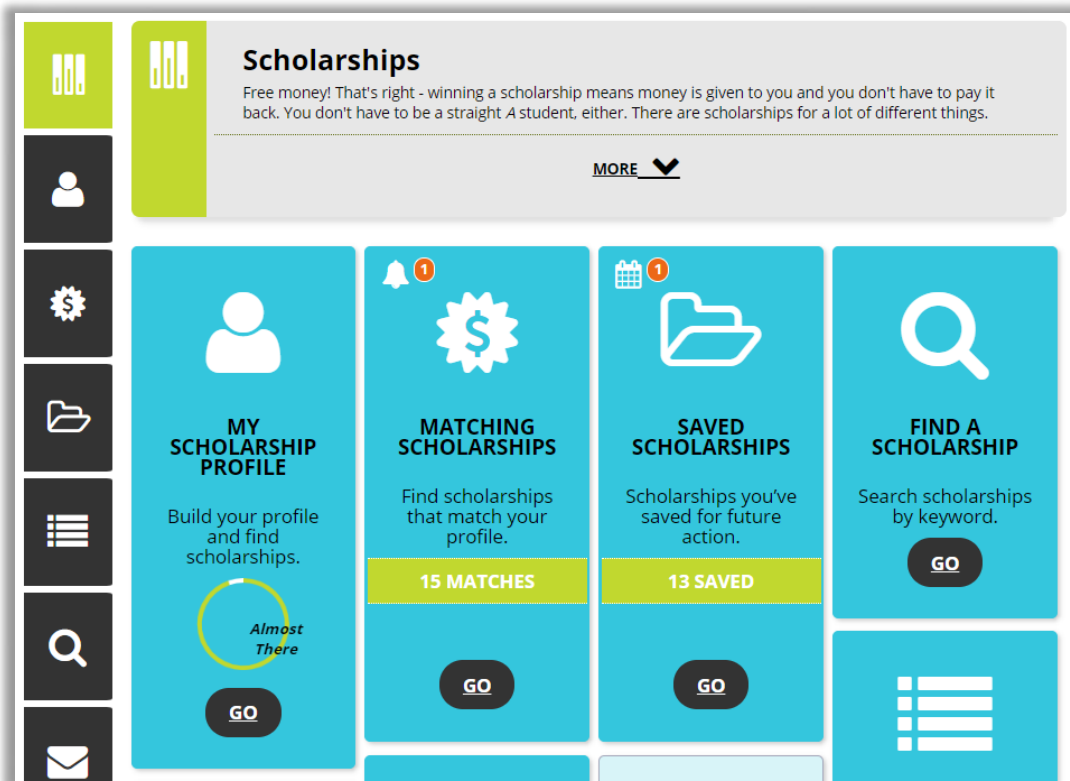 Scholarships
Free money! That's right - winning a scholarship means money is given to you and you don't have to pay it
back. You don't have to be a straight A student, either. There are scholarships for a lot of different things.
MORE
MY
SCHOLARSHIP
PROFILE
Build your profile
and find
scholarships.
Almost
There
GO
1
MATCHING
SCHOLARSHIPS
Find scholarships
that match your
profile.
15 MATCHES
GO
1
SAVED
SCHOLARSHIPS
Scholarships you’ve
saved for future
action.
13 SAVED
GO
FIND A
SCHOLARSHIP
Search scholarships
by keyword.
GO